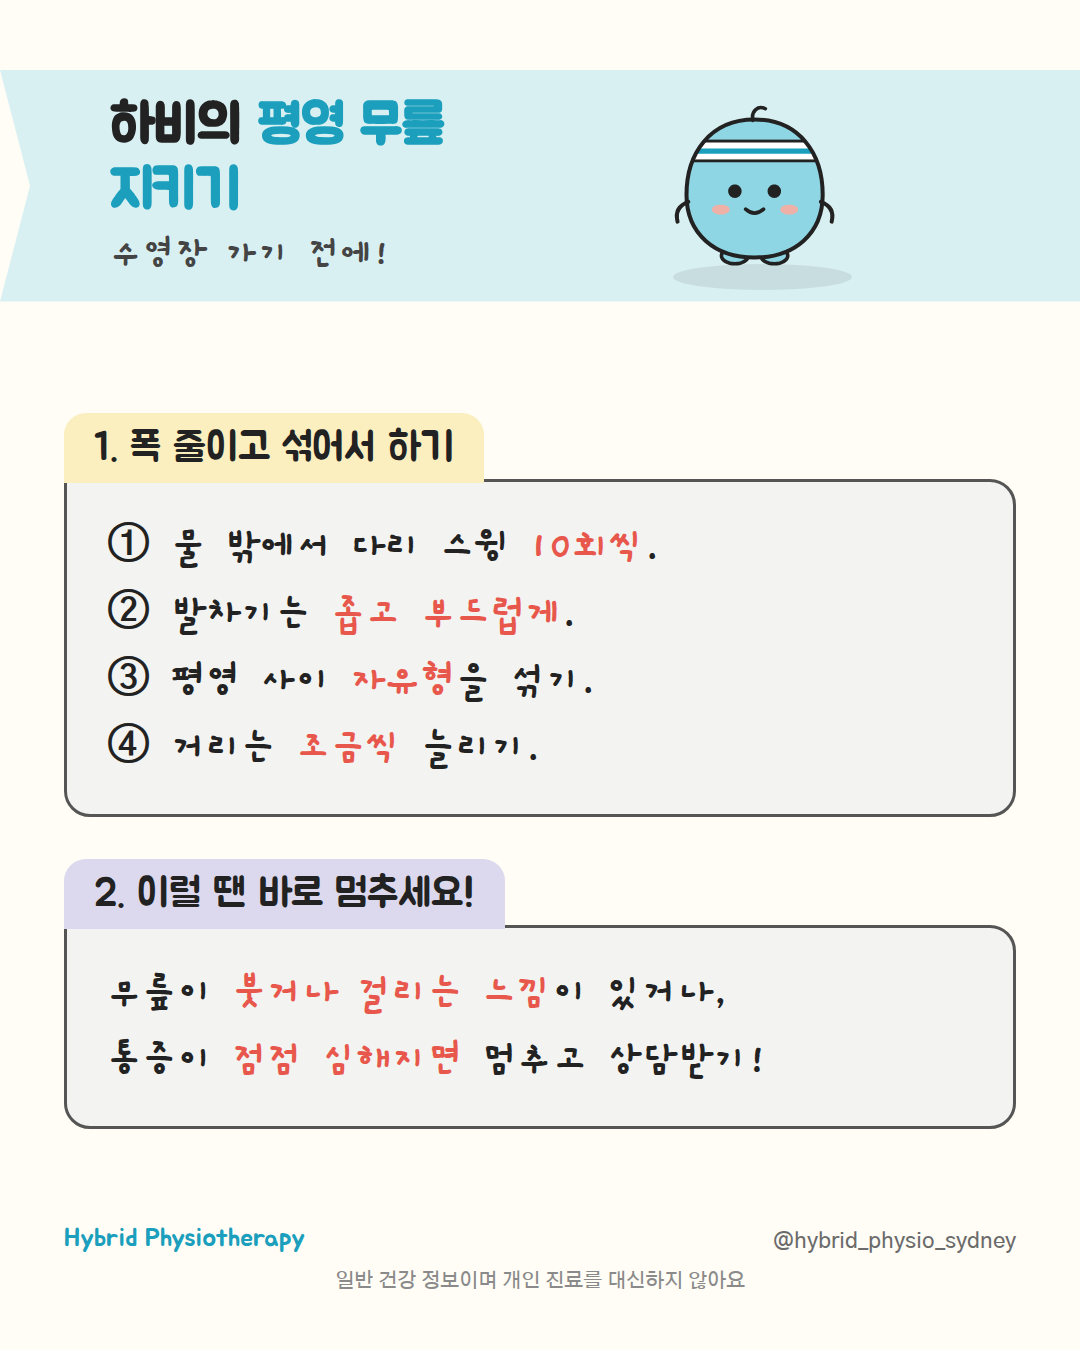 하비의 평영 무릎
지키기
수영장 가기 전에!
1. 폭 줄이고 섞어서 하기
① 물 밖에서 다리 스윙 10회씩.
② 발차기는 좁고 부드럽게.
③ 평영 사이 자유형을 섞기.
④ 거리는 조금씩 늘리기.
2. 이럴 땐 바로 멈추세요!
무릎이 붓거나 걸리는 느낌이 있거나,
통증이 점점 심해지면 멈추고 상담받기!
Hybrid Physiotherapy
@hybrid_physio_sydney
일반 건강 정보이며 개인 진료를 대신하지 않아요